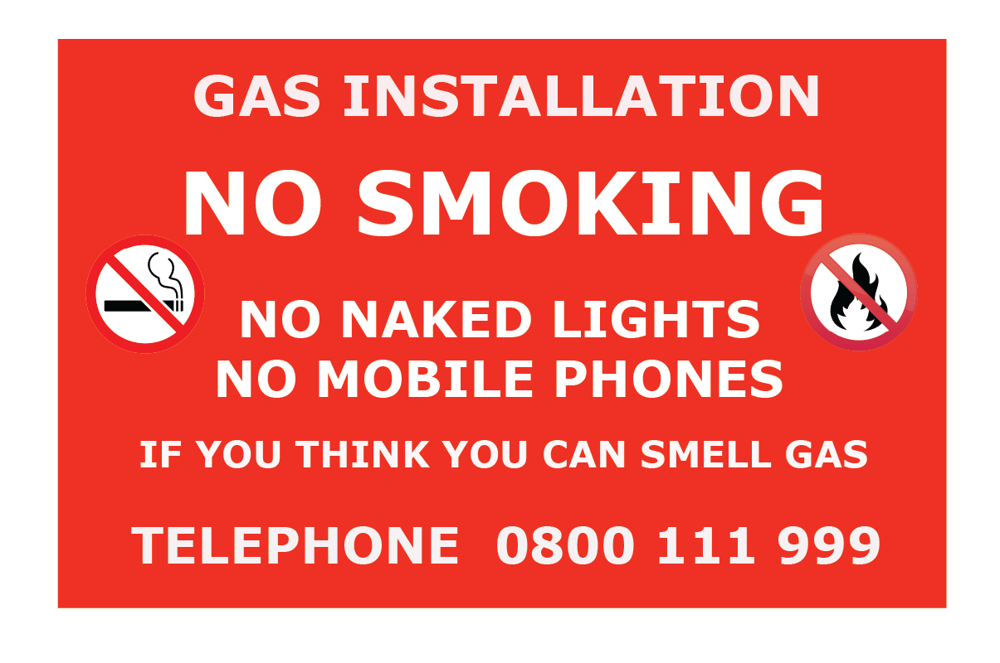 GAS INSTALLATION
NO SMOKING
NO NAKED LIGHTS
NO MOBILE PHONES
IF YOU THINK YOU CAN SMELL GAS
TELEPHONE 0800 111 999